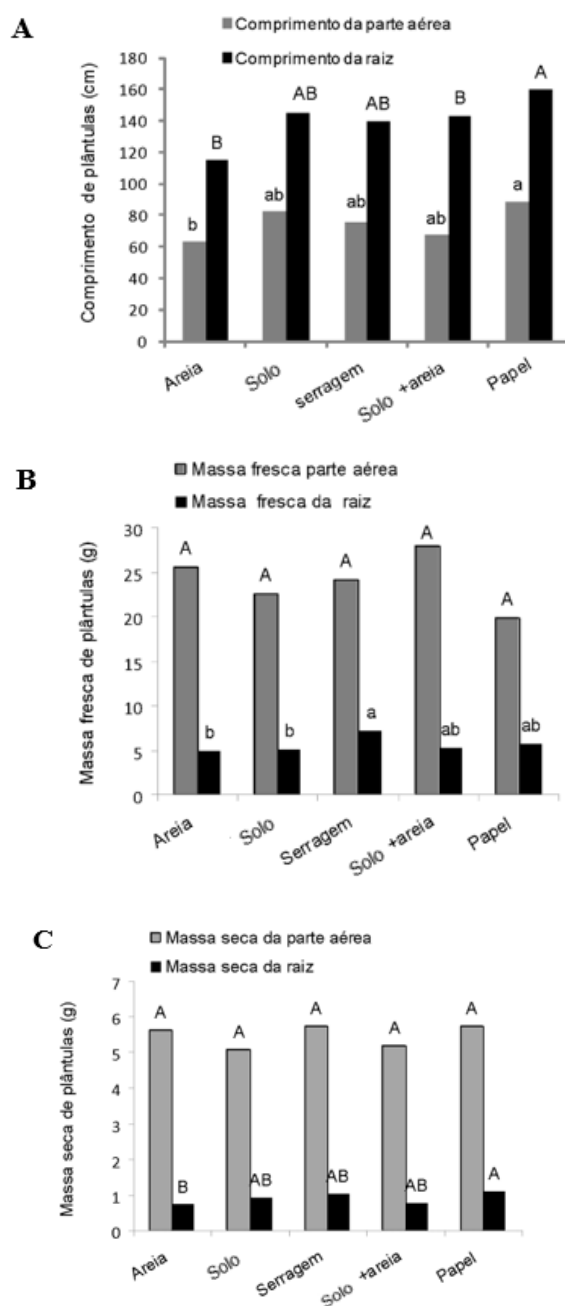 A
Comprimento da parte aérea
Comprimento da raiz
Comprimento de plântulas (cm)
180
160
140
120
100
80
60
40
20
0
b B
ab AB
ab AB
ab B
a A
Areia Solo serragem Solo +areia Papel
B
Massa fresca parte aérea
Massa fresca da raiz
Massa fresca de plântulas (g)
30
25
20
15
10
5
0
A b
A b
A a
A ab
A ab
Areia Solo Serragem Solo +areia Papel
C
Massa seca da parte aérea
Massa seca da raiz
Massa seca de plântulas (g)
7
6
5
4
3
2
1
0
A B
A AB
A AB
A AB
A A
Areia Solo Serragem Solo +areia Papel